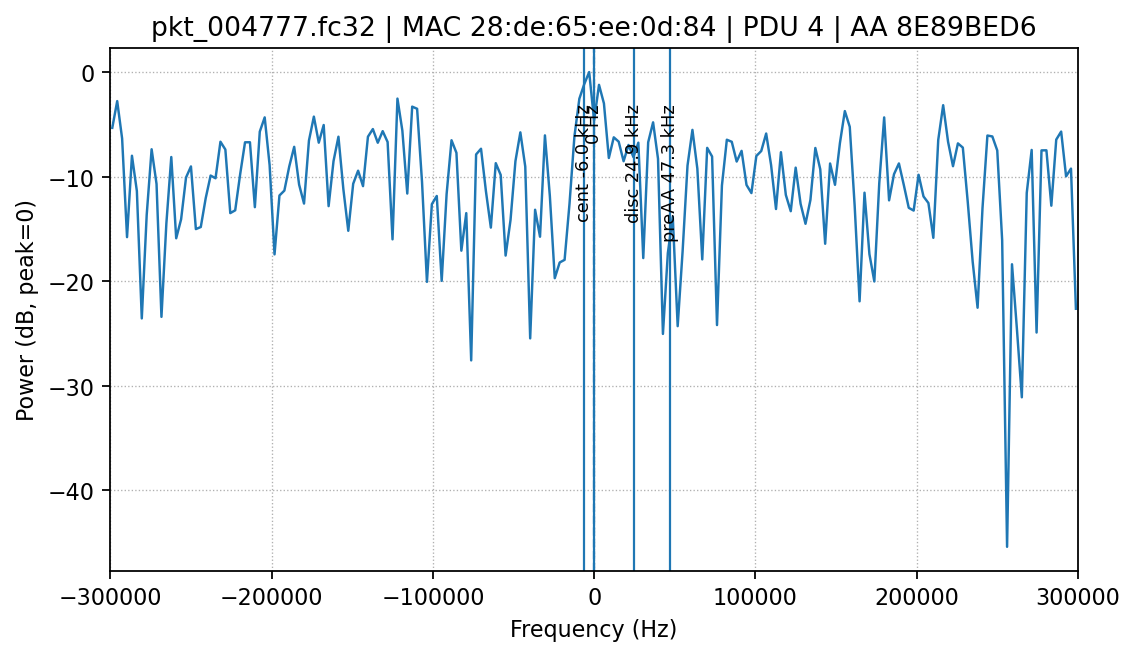 pkt_004777.fc32 | MAC 28:de:65:ee:0d:84 | PDU 4 | AA 8E89BED6
Power (dB, peak=0)
0
−10
−20
−30
−40
cent -6.0 kHz
0 Hz
disc 24.9 kHz
preAA 47.3 kHz
−300000
−200000
−100000
0
100000
200000
300000
Frequency (Hz)